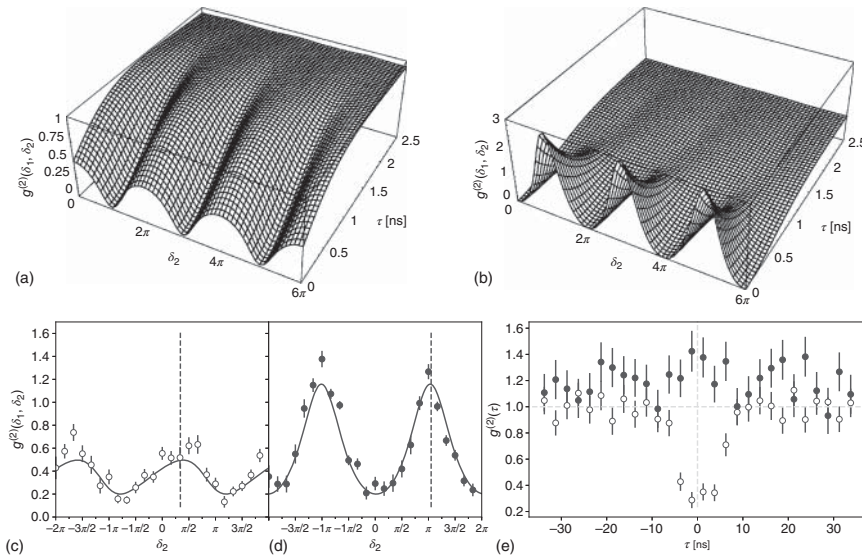 1
0.75
0.5
0.25
0
g⁽²⁾(δ₁, δ₂)
2π
4π
6π
δ₂
0
0.5
1
1.5
2
2.5
τ [ns]
(a)
3
2
1
0
g⁽²⁾(δ₁, δ₂)
0
2π
4π
6π
δ₂
0
0.5
1
1.5
2
2.5
τ [ns]
(b)
1.6
1.4
1.2
1.0
0.8
0.6
0.4
0.2
0.0
g⁽²⁾(δ₁, δ₂)
−2π −3π/2 −1π −1π/2 0 π/2 π 3π/2
δ₂
(c)
−3π/2 −1π −1π/2 0 π/2 π 3π/2 2π
δ₂
(d)
1.6
1.4
1.2
1.0
0.8
0.6
0.4
0.2
g⁽²⁾(τ)
−30 −20 −10 0 10 20 30
τ [ns]
(e)